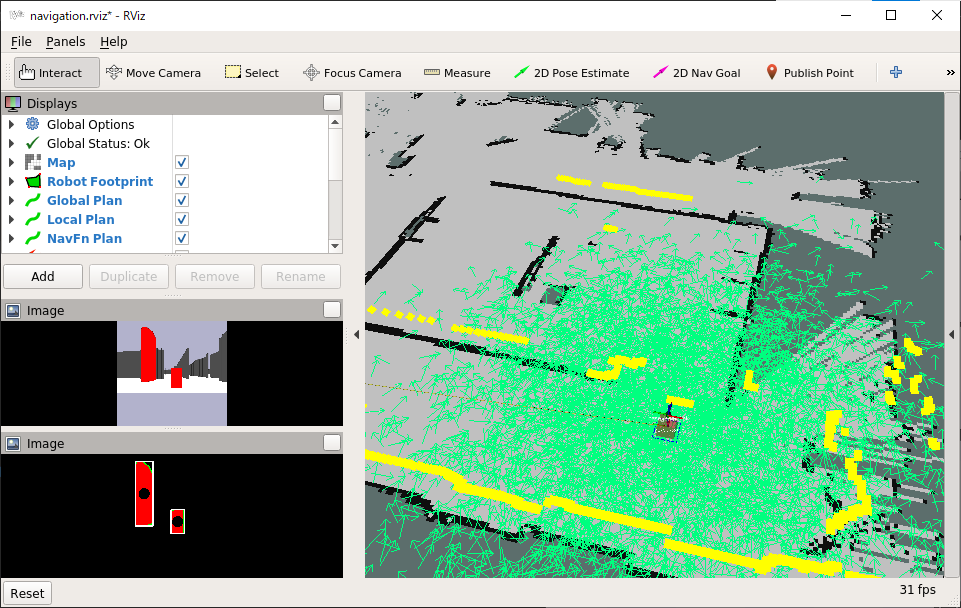 navigation.rviz* - RViz
File Panels Help
Interact Move Camera Select Focus Camera Measure 2D Pose Estimate 2D Nav Goal Publish Point »
Displays
Global Options
Global Status: Ok
Map
Robot Footprint
Global Plan
Local Plan
NavFn Plan
Add Duplicate Remove Rename
Image
Image
Reset
31 fps